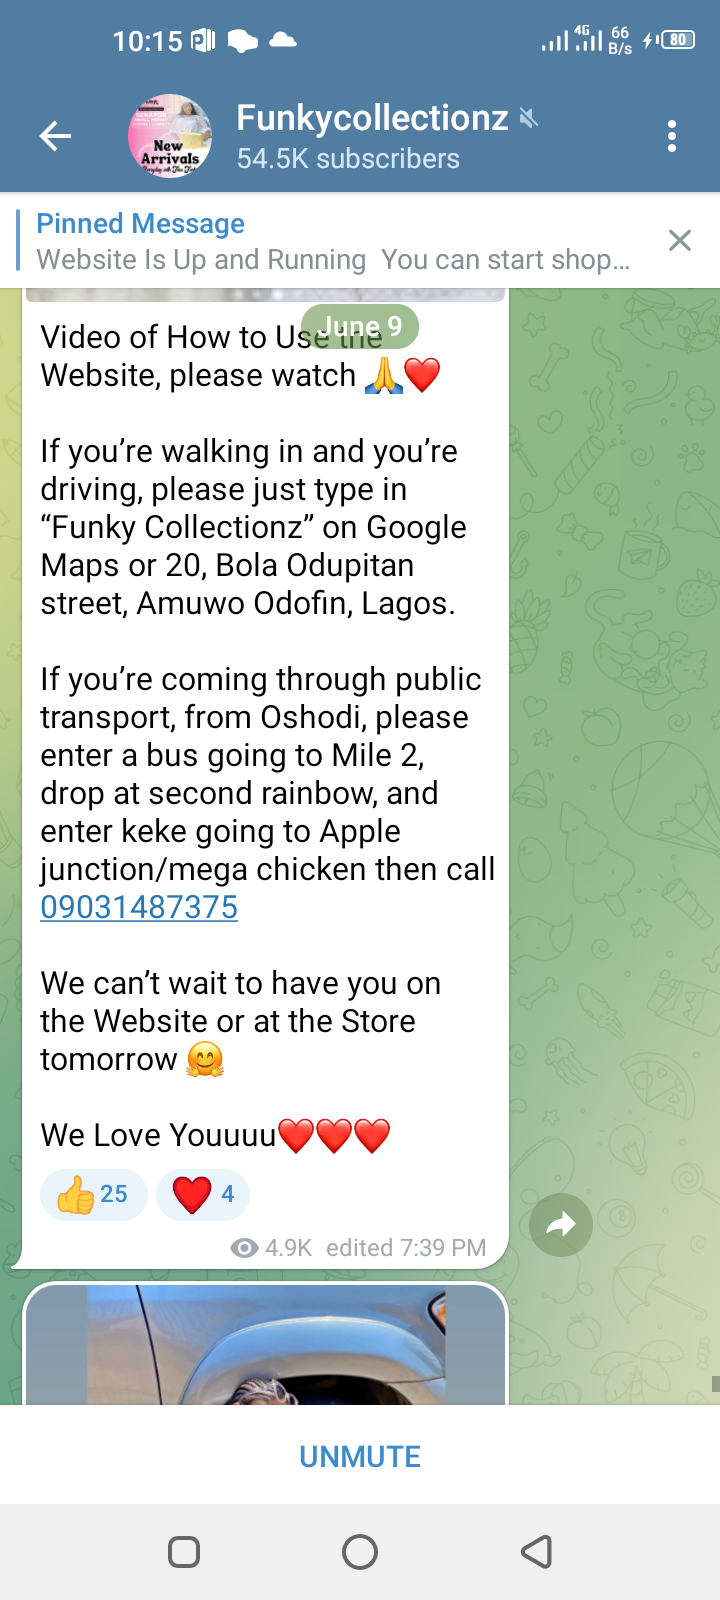 10:15
4G
66
B/s
80
SENATOR
New
Arrivals
Funkycollectionz
54.5K subscribers
Pinned Message
Website Is Up and Running  You can start shop...
June 9
Video of How to Use the
Website, please watch 🙏❤️
If you’re walking in and you’re
driving, please just type in
“Funky Collectionz” on Google
Maps or 20, Bola Odupitan
street, Amuwo Odofin, Lagos.
If you’re coming through public
transport, from Oshodi, please
enter a bus going to Mile 2,
drop at second rainbow, and
enter keke going to Apple
junction/mega chicken then call
09031487375
We can’t wait to have you on
the Website or at the Store
tomorrow 🤗
We Love Youuuu❤️❤️❤️
👍 25 ❤️ 4
4.9K edited 7:39 PM
UNMUTE